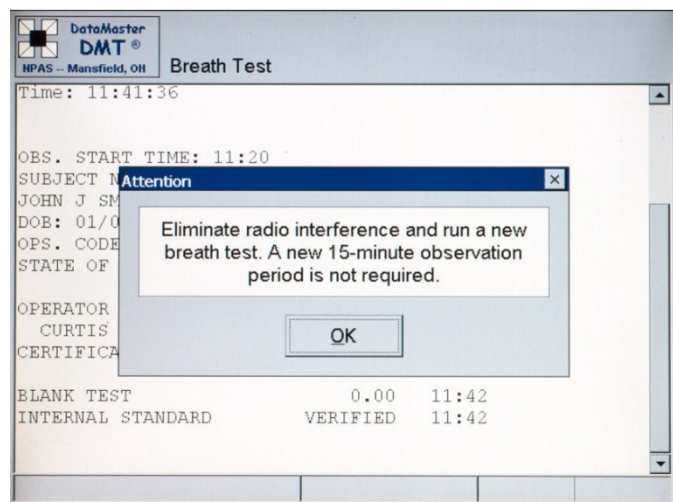 DataMaster
DMT ®
NPAS -- Mansfield, OH
Breath Test
Time: 11:41:36
OBS. START TIME: 11:20
SUBJECT N
JOHN J SM
DOB: 01/0
OPS. CODE
STATE OF
OPERATOR
CURTIS
CERTIFICA
Attention
Eliminate radio interference and run a new
breath test. A new 15-minute observation
period is not required.
OK
BLANK TEST 0.00 11:42
INTERNAL STANDARD VERIFIED 11:42